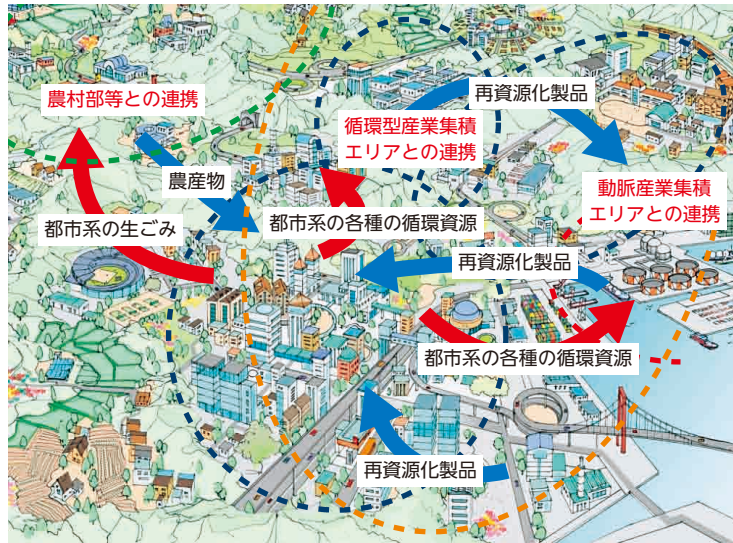 再資源化製品
農村部等との連携
循環型産業集積
エリアとの連携
農産物
動脈産業集積
エリアとの連携
都市系の生ごみ
都市系の各種の循環資源
再資源化製品
都市系の各種の循環資源
再資源化製品